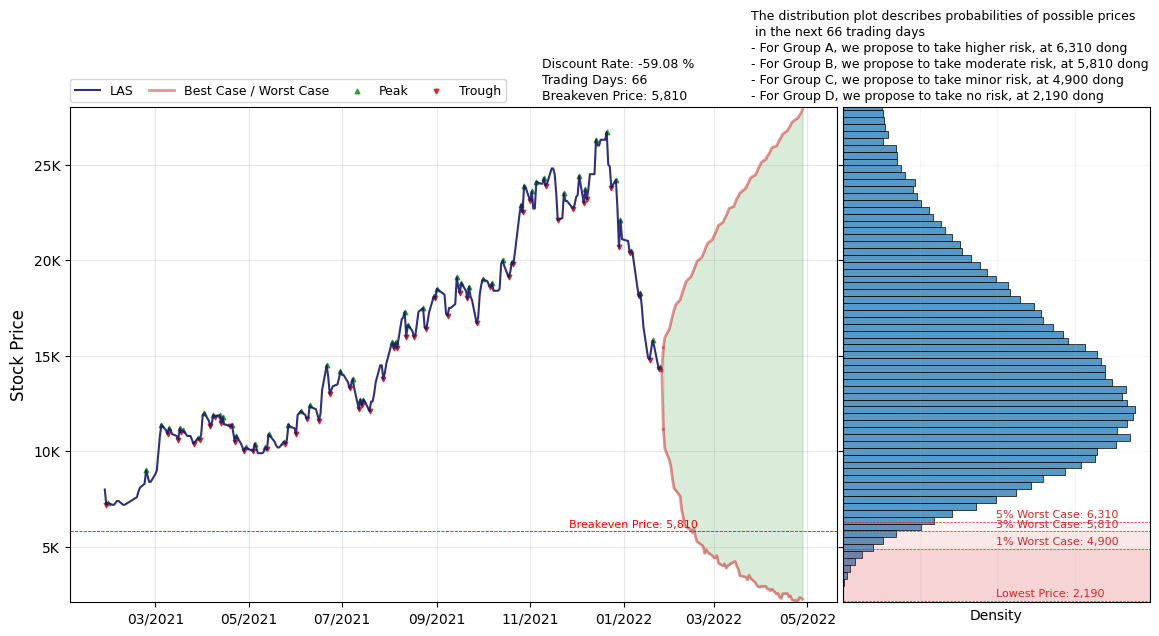 The distribution plot describes probabilities of possible prices
in the next 66 trading days
- For Group A, we propose to take higher risk, at 6,310 dong
- For Group B, we propose to take moderate risk, at 5,810 dong
- For Group C, we propose to take minor risk, at 4,900 dong
- For Group D, we propose to take no risk, at 2,190 dong
Discount Rate: -59.08 %
Trading Days: 66
Breakeven Price: 5,810
LAS
Best Case / Worst Case
Peak
Trough
Stock Price
25K
20K
15K
10K
5K
Breakeven Price: 5,810
03/2021
05/2021
07/2021
09/2021
11/2021
01/2022
03/2022
05/2022
5% Worst Case: 6,310
3% Worst Case: 5,810
1% Worst Case: 4,900
Lowest Price: 2,190
Density